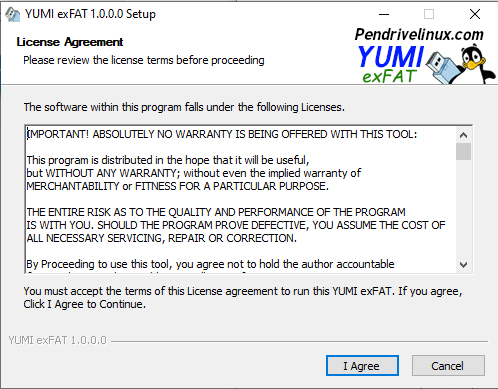 YUMI exFAT 1.0.0.0 Setup
License Agreement
Please review the license terms before proceeding
Pendrivelinux.com
YUMI
exFAT
The software within this program falls under the following Licenses.
IMPORTANT! ABSOLUTELY NO WARRANTY IS BEING OFFERED WITH THIS TOOL:
This program is distributed in the hope that it will be useful,
but WITHOUT ANY WARRANTY; without even the implied warranty of
MERCHANTABILITY or FITNESS FOR A PARTICULAR PURPOSE.
THE ENTIRE RISK AS TO THE QUALITY AND PERFORMANCE OF THE PROGRAM
IS WITH YOU. SHOULD THE PROGRAM PROVE DEFECTIVE, YOU ASSUME THE COST OF
ALL NECESSARY SERVICING, REPAIR OR CORRECTION.
By Proceeding to use this tool, you agree not to hold the author accountable
You must accept the terms of this License agreement to run this YUMI exFAT. If you agree,
Click I Agree to Continue.
YUMI exFAT 1.0.0.0
I Agree
Cancel